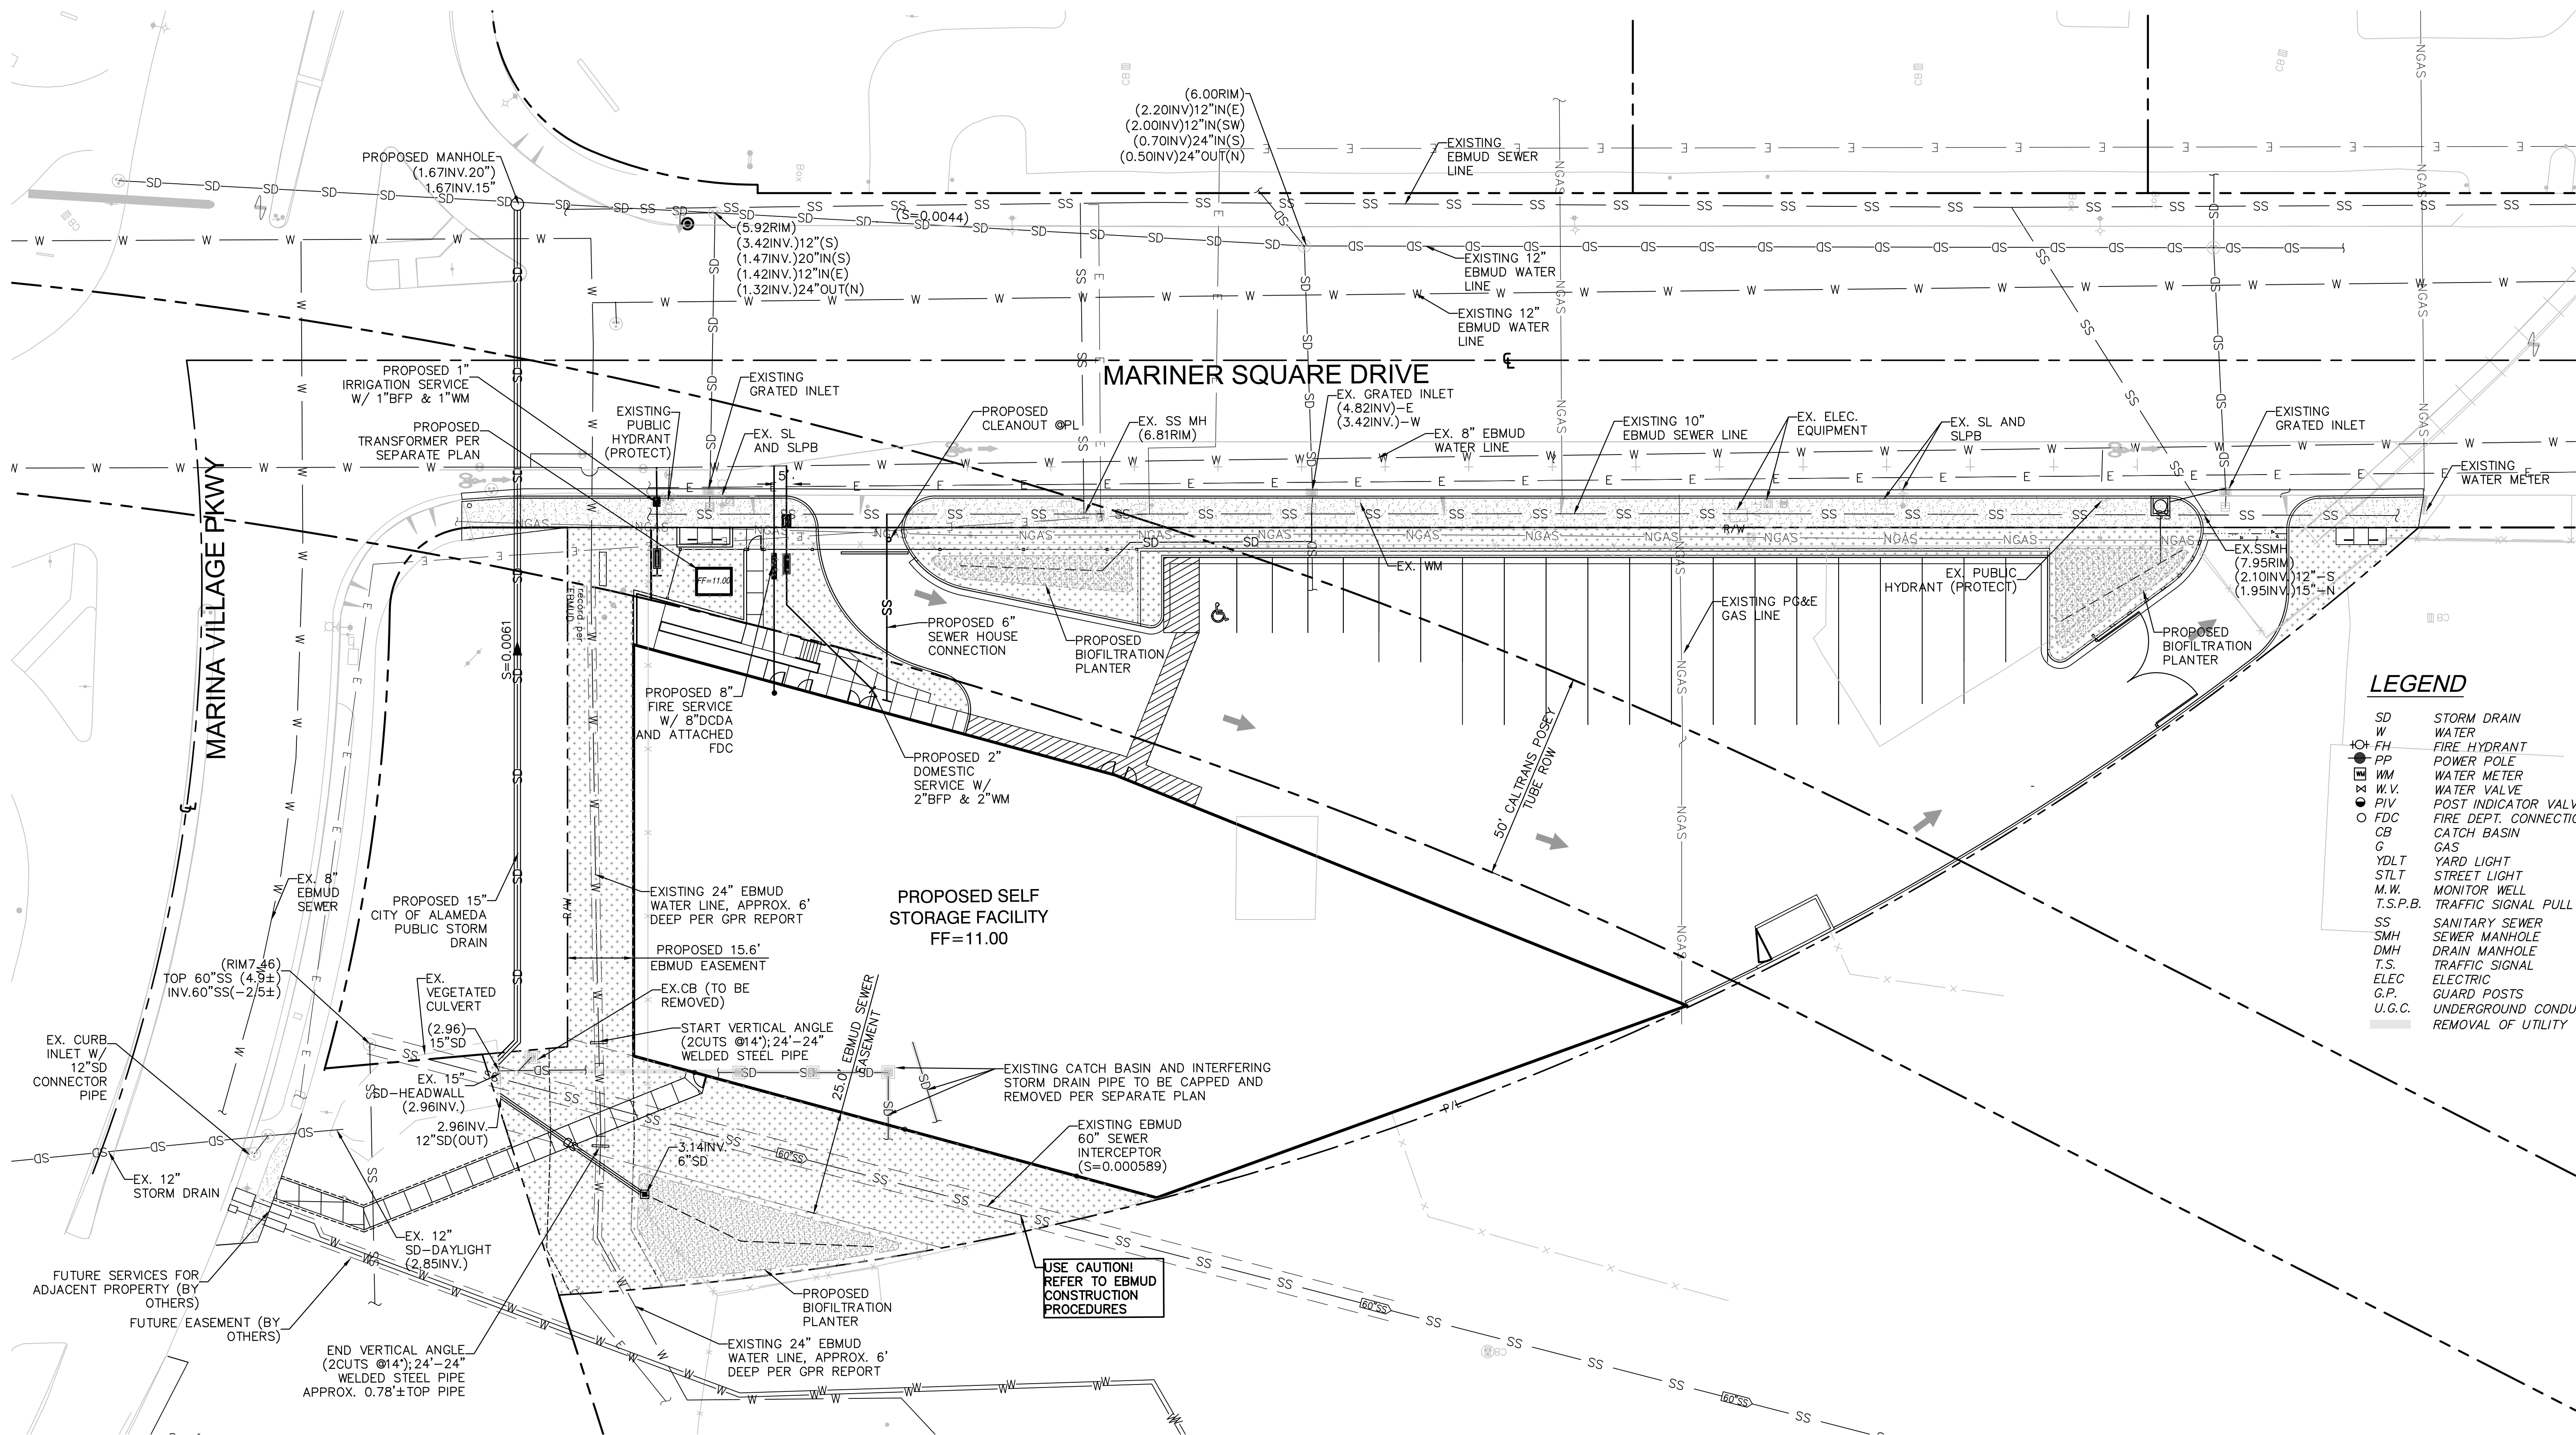 (6.00RIM)
(2.20INV)12"IN(E)
(2.00INV)12"IN(SW)
(0.70INV)24"IN(S)
(0.50INV)24"OUT(N)
EXISTING
EBMUD SEWER
LINE
PROPOSED MANHOLE
(1.67INV.20")
1.67INV.15"
(S=0.0044)
(5.92RIM)
(3.42INV.)12"(S)
(1.47INV.)20"IN(S)
(1.42INV.)12"IN(E)
(1.32INV.)24"OUT(N)
EXISTING 12"
EBMUD WATER
LINE
EXISTING 12"
EBMUD WATER
LINE
MARINER SQUARE DRIVE
PROPOSED 1"
IRRIGATION SERVICE
W/ 1"BFP & 1"WM
EXISTING
GRATED INLET
PROPOSED
TRANSFORMER PER
SEPARATE PLAN
EXISTING
PUBLIC
HYDRANT
(PROTECT)
EX. SL
AND SLPB
PROPOSED
CLEANOUT @PL
EX. SS MH
(6.81RIM)
EX. GRATED INLET
(4.82INV)-E
(3.42INV.)-W
EX. 8" EBMUD
WATER LINE
EXISTING 10"
EBMUD SEWER LINE
EX. ELEC.
EQUIPMENT
EX. SL AND
SLPB
EXISTING
GRATED INLET
EXISTING
WATER METER
MARINA VILLAGE PKWY
5'
FF=11.00
record per
EBMUD
R/W
EX. WM
EX. PUBLIC
HYDRANT (PROTECT)
EX.SSMH
(7.95RIM)
(2.10INV.)12"-S
(1.95INV.)15"-N
S=0.0061
PROPOSED 6"
SEWER HOUSE
CONNECTION
PROPOSED
BIOFILTRATION
PLANTER
EXISTING PG&E
GAS LINE
PROPOSED
BIOFILTRATION
PLANTER
PROPOSED 8"
FIRE SERVICE
W/ 8"DCDA
AND ATTACHED
FDC
PROPOSED 2"
DOMESTIC
SERVICE W/
2"BFP & 2"WM
50' CALTRANS POSEY
TUBE ROW
LEGEND
SD STORM DRAIN
W WATER
FH FIRE HYDRANT
PP POWER POLE
WM WM WATER METER
W.V. WATER VALVE
PIV POST INDICATOR VALV
FDC FIRE DEPT. CONNECTIO
CB CATCH BASIN
G GAS
YDLT YARD LIGHT
STLT STREET LIGHT
M.W. MONITOR WELL
T.S.P.B. TRAFFIC SIGNAL PULL
SS SANITARY SEWER
SMH SEWER MANHOLE
DMH DRAIN MANHOLE
T.S. TRAFFIC SIGNAL
ELEC ELECTRIC
G.P. GUARD POSTS
U.G.C. UNDERGROUND CONDU
REMOVAL OF UTILITY
EX. 8"
EBMUD
SEWER
PROPOSED 15"
CITY OF ALAMEDA
PUBLIC STORM
DRAIN
R/W
EXISTING 24" EBMUD
WATER LINE, APPROX. 6'
DEEP PER GPR REPORT
PROPOSED SELF
STORAGE FACILITY
FF=11.00
PROPOSED 15.6'
EBMUD EASEMENT
(RIM7.46)
TOP 60"SS (4.9±)
INV.60"SS(-2.5±)
EX.
VEGETATED
CULVERT
EX.CB (TO BE
REMOVED)
25.0' EBMUD SEWER
EASEMENT
(2.96)
15"SD
START VERTICAL ANGLE
(2CUTS @14°);24'-24"
WELDED STEEL PIPE
EX. CURB
INLET W/
12"SD
CONNECTOR
PIPE
EX. 15"
SD-HEADWALL
(2.96INV.)
2.96INV.
12"SD(OUT)
EXISTING CATCH BASIN AND INTERFERING
STORM DRAIN PIPE TO BE CAPPED AND
REMOVED PER SEPARATE PLAN
P/L
3.14INV.
6"SD
60"SS
EXISTING EBMUD
60" SEWER
INTERCEPTOR
(S=0.000589)
EX. 12"
STORM DRAIN
EX. 12"
SD-DAYLIGHT
(2.85INV.)
USE CAUTION!
REFER TO EBMUD
CONSTRUCTION
PROCEDURES
FUTURE SERVICES FOR
ADJACENT PROPERTY (BY
OTHERS)
PROPOSED
BIOFILTRATION
PLANTER
60"SS
FUTURE EASEMENT (BY
OTHERS)
END VERTICAL ANGLE
(2CUTS @14°);24'-24"
WELDED STEEL PIPE
APPROX. 0.78'±TOP PIPE
EXISTING 24" EBMUD
WATER LINE, APPROX. 6'
DEEP PER GPR REPORT
60"SS